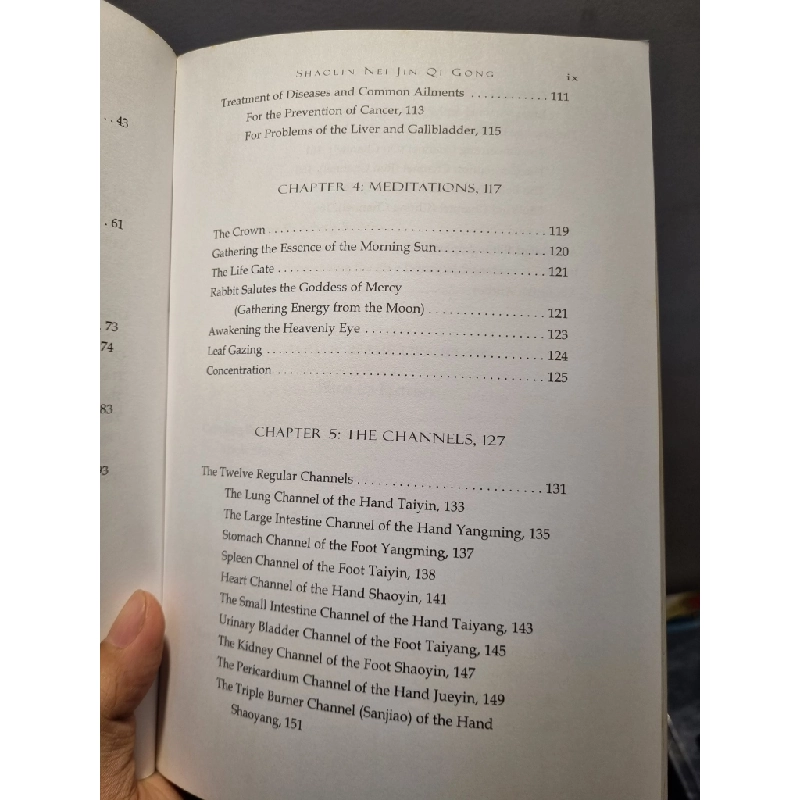 . . 43
. 61
. 73
74
83
SHAOLIN NEI JIN QI GONG ix
Treatment of Diseases and Common Ailments . . . . . . . . . . . . 111
For the Prevention of Cancer, 113
For Problems of the Liver and Gallbladder, 115
CHAPTER 4: MEDITATIONS, 117
The Crown . . . . . . . . . . . . . . . . . . . . . . . . . . . . . . . . . . . . . . . . 119
Gathering the Essence of the Morning Sun. . . . . . . . . . . . . . . . 120
The Life Gate . . . . . . . . . . . . . . . . . . . . . . . . . . . . . . . . . . . . . . 121
Rabbit Salutes the Goddess of Mercy
(Gathering Energy from the Moon) . . . . . . . . . . . . . . . . . 121
Awakening the Heavenly Eye . . . . . . . . . . . . . . . . . . . . . . . . . . 123
Leaf Gazing . . . . . . . . . . . . . . . . . . . . . . . . . . . . . . . . . . . . . . . . 124
Concentration . . . . . . . . . . . . . . . . . . . . . . . . . . . . . . . . . . . . . . 125
CHAPTER 5: THE CHANNELS, 127
The Twelve Regular Channels . . . . . . . . . . . . . . . . . . . . . . . . . . 131
The Lung Channel of the Hand Taiyin, 133
The Large Intestine Channel of the Hand Yangming, 135
Stomach Channel of the Foot Yangming, 137
Spleen Channel of the Foot Taiyin, 138
Heart Channel of the Hand Shaoyin, 141
The Small Intestine Channel of the Hand Taiyang, 143
Urinary Bladder Channel of the Foot Taiyang, 145
The Kidney Channel of the Foot Shaoyin, 147
The Pericardium Channel of the Hand Jueyin, 149
The Triple Burner Channel (Sanjiao) of the Hand
Shaoyang, 151